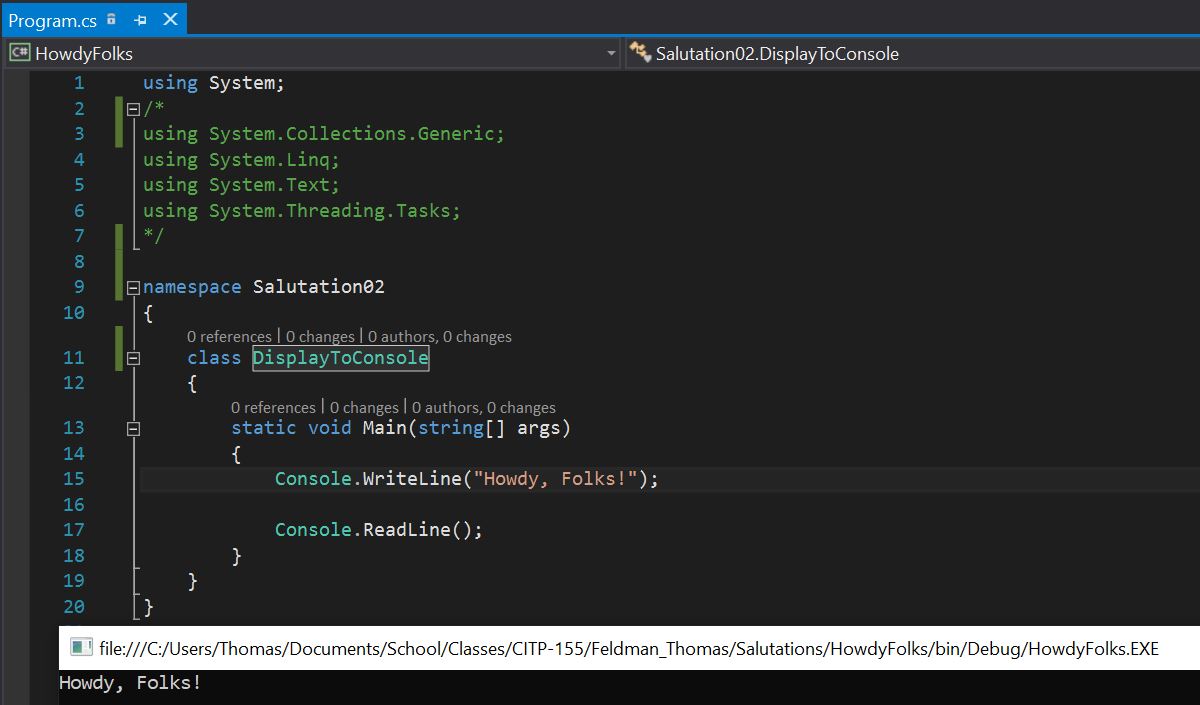 Program.cs
C# HowdyFolks Salutation02.DisplayToConsole
1 using System;
2 /*
3 using System.Collections.Generic;
4 using System.Linq;
5 using System.Text;
6 using System.Threading.Tasks;
7 */
8
9 namespace Salutation02
10 {
0 references | 0 changes | 0 authors, 0 changes
11 class DisplayToConsole
12 {
0 references | 0 changes | 0 authors, 0 changes
13 static void Main(string[] args)
14 {
15 Console.WriteLine("Howdy, Folks!");
16
17 Console.ReadLine();
18 }
19 }
20 }
file:///C:/Users/Thomas/Documents/School/Classes/CITP-155/Feldman_Thomas/Salutations/HowdyFolks/bin/Debug/HowdyFolks.EXE
Howdy, Folks!